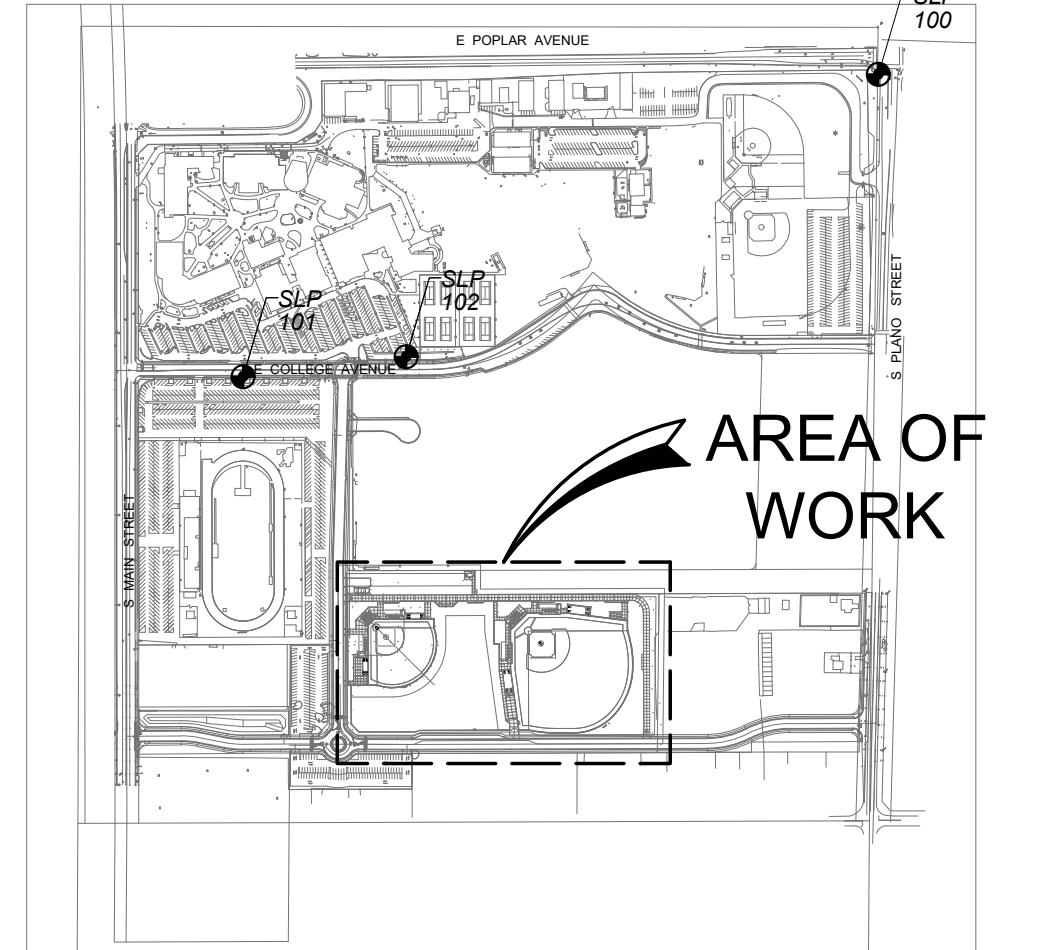 SLP
100
E POPLAR AVENUE
S PLANO STREET
SLP
101
SLP
102
E COLLEGE AVENUE
AREA OF
WORK
S MAIN STREET